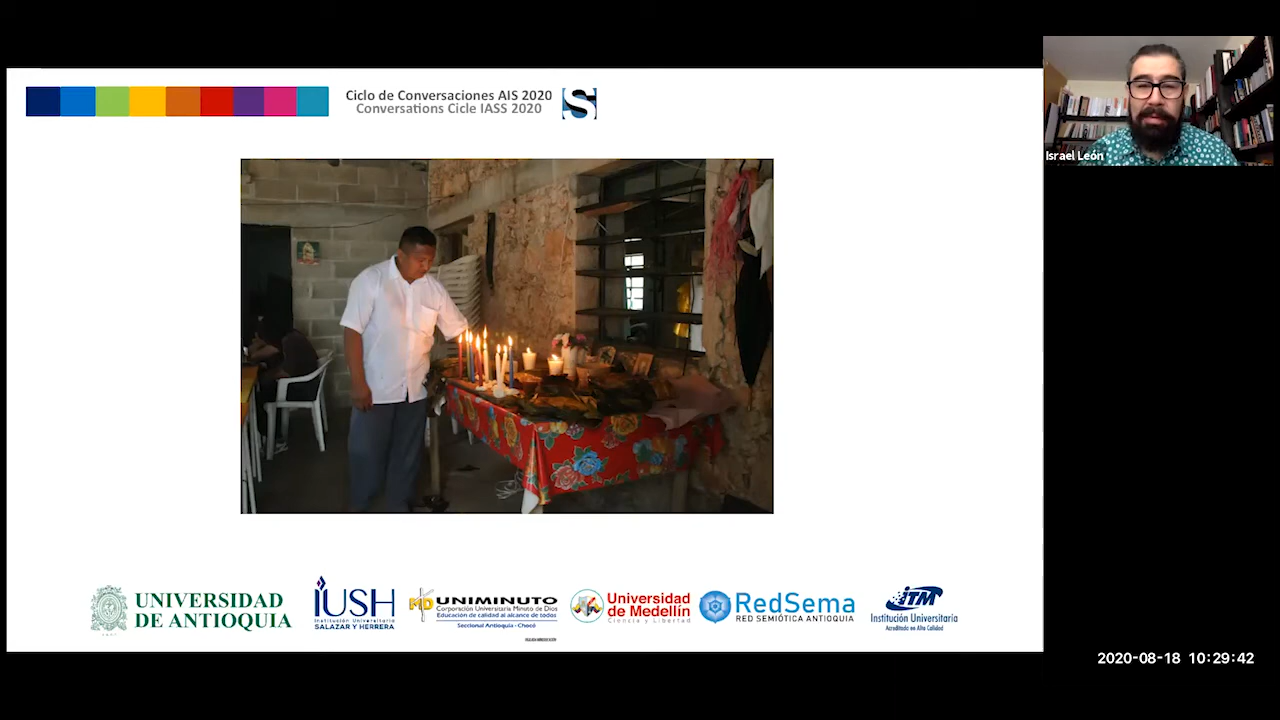 Ciclo de Conversaciones AIS 2020
Conversations Cicle IASS 2020
S
Israel León
UNIVERSIDAD
DE ANTIOQUIA
IUSH
Institución Universitaria
SALAZAR Y HERRERA
MD UNIMINUTO
Corporación Universitaria Minuto de Dios
Educación de calidad al alcance de todos
Seccional Antioquia - Chocó
Universidad
de Medellín
Ciencia y Libertad
RedSema
RED SEMIÓTICA ANTIOQUIA
iTM
Institución Universitaria
Acreditada en Alta Calidad
2020-08-18 10:29:42